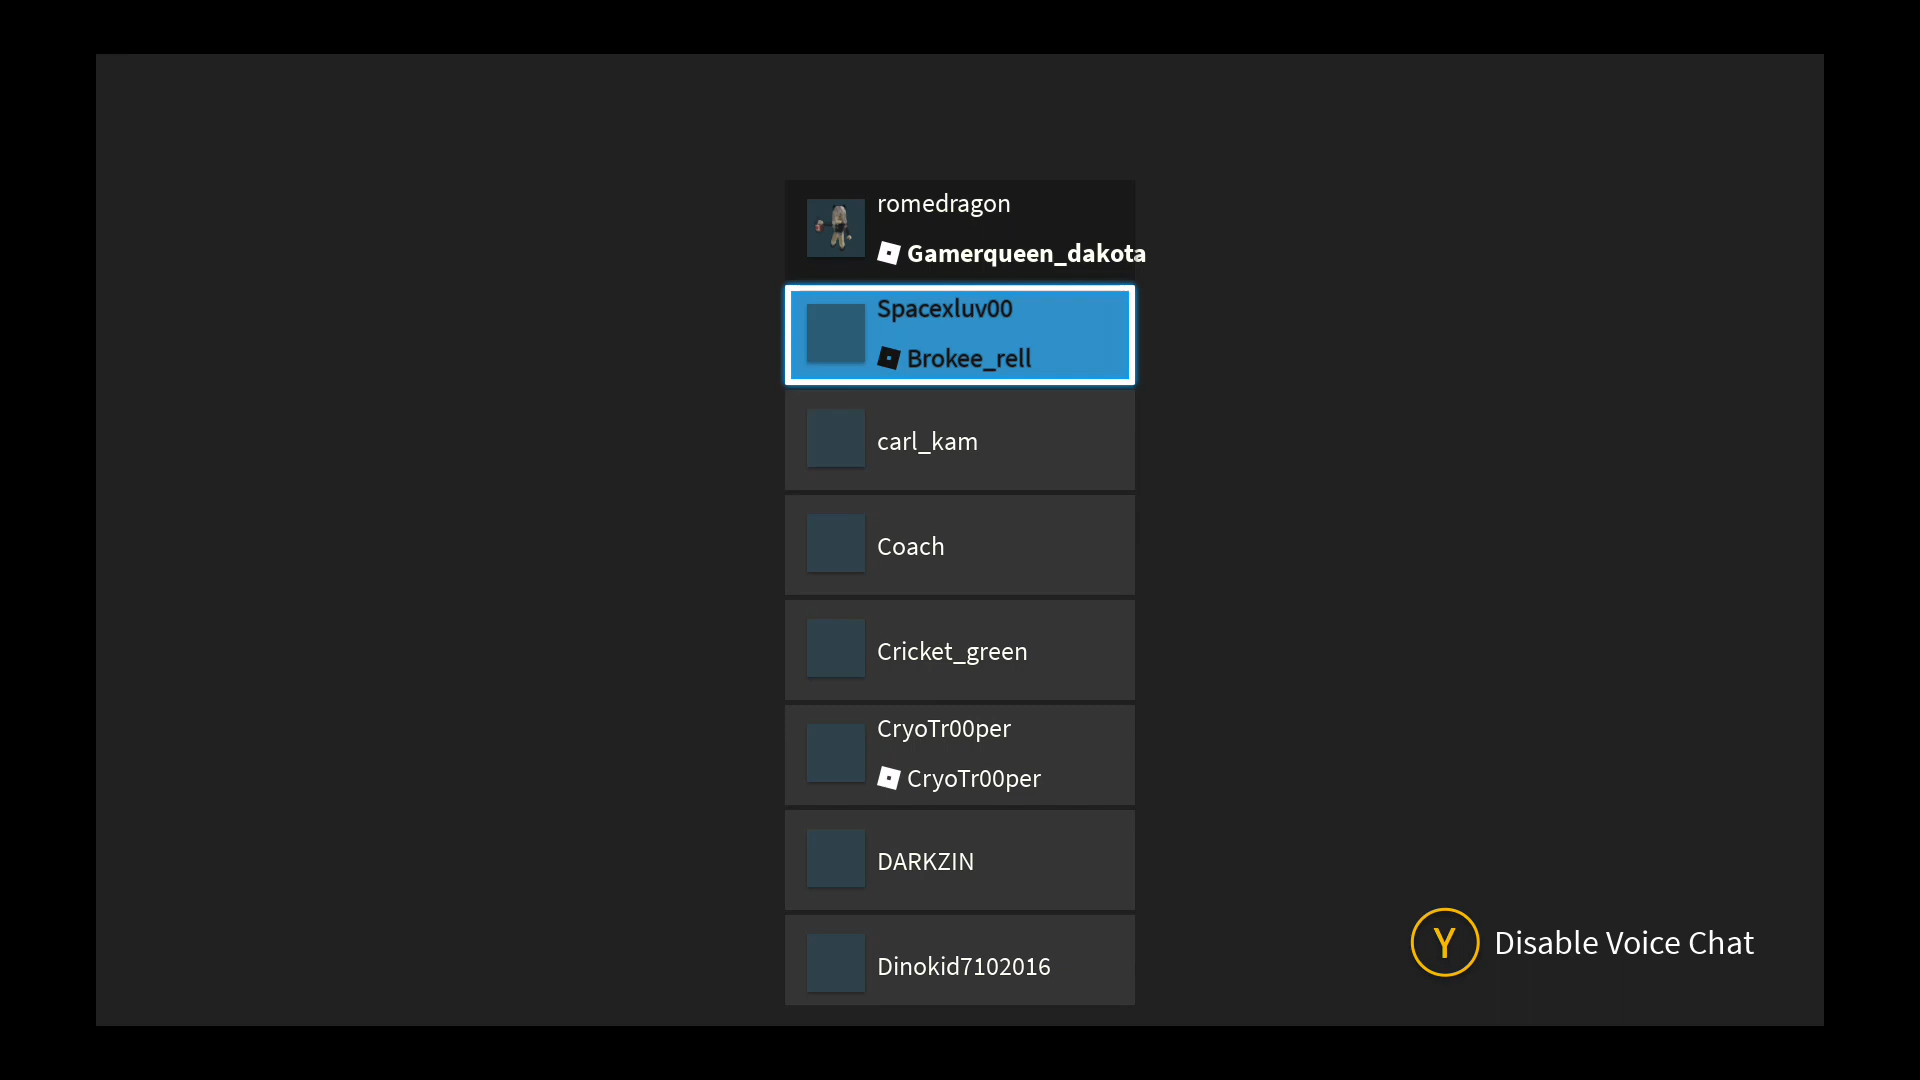 romedragon
Gamerqueen_dakota
Spacexluv00
Brokee_rell
carl_kam
Coach
Cricket_green
CryoTr00per
CryoTr00per
DARKZIN
Dinokid7102016
Y Disable Voice Chat